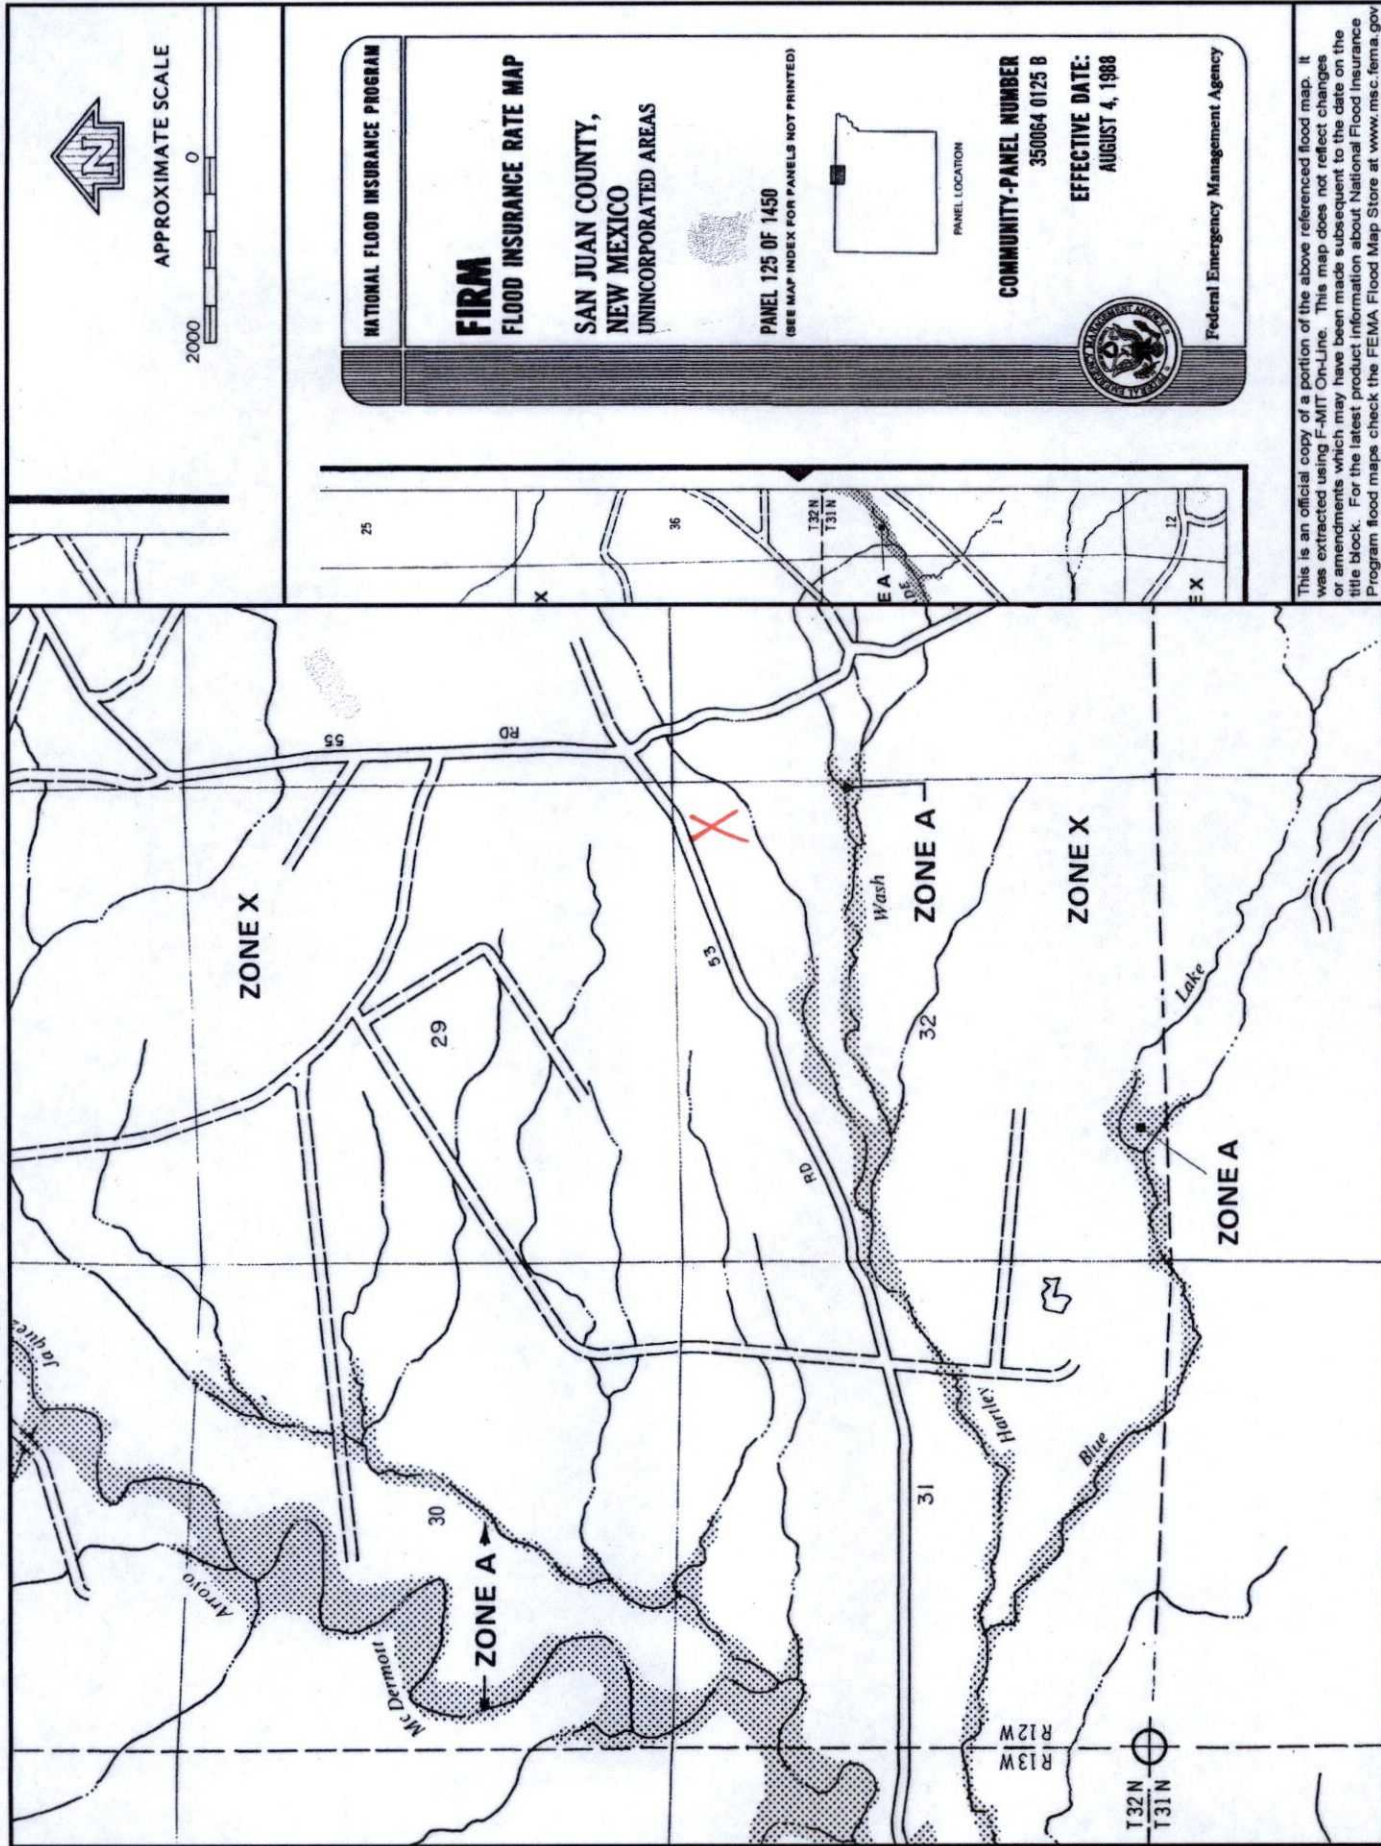 APPROXIMATE SCALE
2000
0
N
NATIONAL FLOOD INSURANCE PROGRAM
FIRM
FLOOD INSURANCE RATE MAP
SAN JUAN COUNTY,
NEW MEXICO
UNINCORPORATED AREAS
PANEL 125 OF 1450
(SEE MAP INDEX FOR PANELS NOT PRINTED)
PANEL LOCATION
COMMUNITY-PANEL NUMBER
350064 0125 B
EFFECTIVE DATE:
AUGUST 4, 1988
FEDERAL EMERGENCY MANAGEMENT AGENCY
Federal Emergency Management Agency
This is an official copy of a portion of the above referenced flood map. It
was extracted using F-MIT On-Line. This map does not reflect changes
or amendments which may have been made subsequent to the date on the
title block. For the latest product information about National Flood Insurance
Program flood maps check the FEMA Flood Map Store at www.msc.fema.gov
25
X
36
T32N
T31N
E A
DE
1
12
E X
55
RD
ZONE X
29
53
RD
Wash
ZONE A
32
ZONE X
Lake
ZONE A
Jaquez
Arroyo
30
ZONE A
Mc Dermott
31
Hartley
Blue
R12W
R13W
T32N
T31N